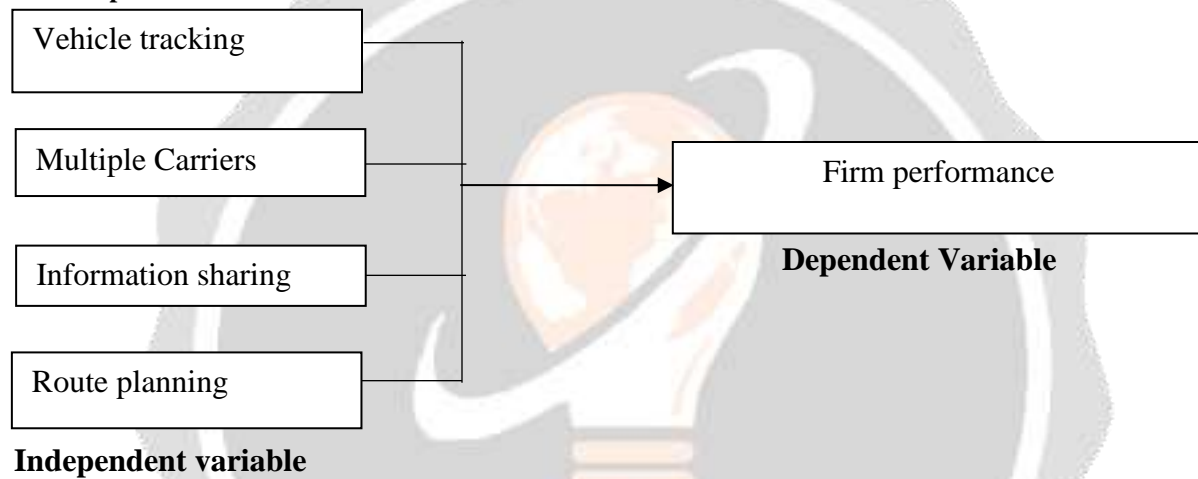 Vehicle tracking
Multiple Carriers
Firm performance
Information sharing
Dependent Variable
Route planning
Independent variable